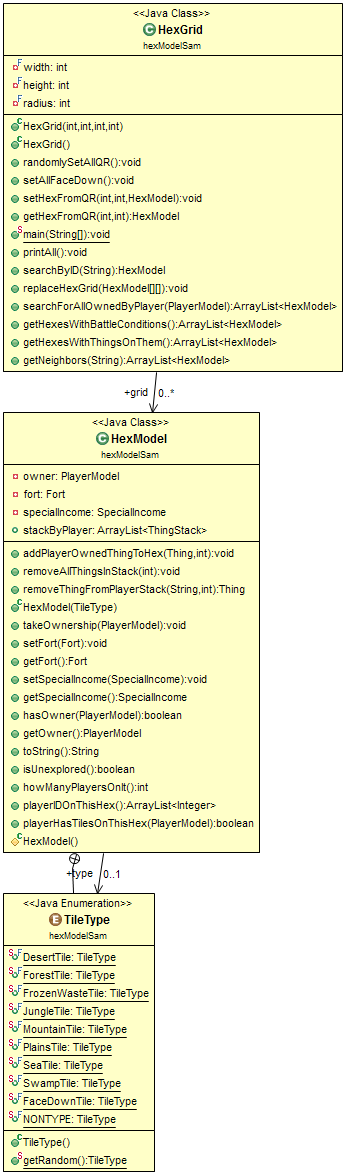 <<Java Class>>
HexGrid
hexModelSam
width: int
height: int
radius: int
HexGrid(int,int,int,int)
HexGrid()
randomlySetAllQR():void
setAllFaceDown():void
setHexFromQR(int,int,HexModel):void
getHexFromQR(int,int):HexModel
main(String[]):void
printAll():void
searchByID(String):HexModel
replaceHexGrid(HexModel[][]):void
searchForAllOwnedByPlayer(PlayerModel):ArrayList<HexModel>
getHexesWithBattleConditions():ArrayList<HexModel>
getHexesWithThingsOnThem():ArrayList<HexModel>
getNeighbors(String):ArrayList<HexModel>
+grid 0..*
<<Java Class>>
HexModel
hexModelSam
owner: PlayerModel
fort: Fort
specialIncome: SpecialIncome
stackByPlayer: ArrayList<ThingStack>
addPlayerOwnedThingToHex(Thing,int):void
removeAllThingsInStack(int):void
removeThingFromPlayerStack(String,int):Thing
HexModel(TileType)
takeOwnership(PlayerModel):void
setFort(Fort):void
getFort():Fort
setSpecialIncome(SpecialIncome):void
getSpecialIncome():SpecialIncome
hasOwner(PlayerModel):boolean
getOwner():PlayerModel
toString():String
isUnexplored():boolean
howManyPlayersOnIt():int
playerIDOnThisHex():ArrayList<Integer>
playerHasTilesOnThisHex(PlayerModel):boolean
HexModel()
+type 0..1
<<Java Enumeration>>
TileType
hexModelSam
DesertTile: TileType
ForestTile: TileType
FrozenWasteTile: TileType
JungleTile: TileType
MountainTile: TileType
PlainsTile: TileType
SeaTile: TileType
SwampTile: TileType
FaceDownTile: TileType
NONTYPE: TileType
TileType()
getRandom():TileType